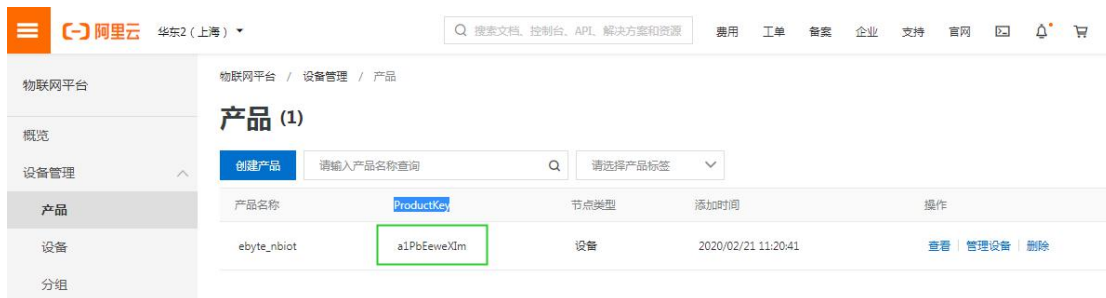 阿里云 华东2（上海） 搜索文档、控制台、API、解决方案和资源 费用 工单 备案 企业 支持 官网
物联网平台
物联网平台 / 设备管理 / 产品
产品 (1)
概览
设备管理
创建产品 请输入产品名称查询 请选择产品标签
产品
产品名称 ProductKey 节点类型 添加时间 操作
设备
ebyte_nbiot a1PbEeweXIm 设备 2020/02/21 11:20:41 查看 管理设备 删除
分组